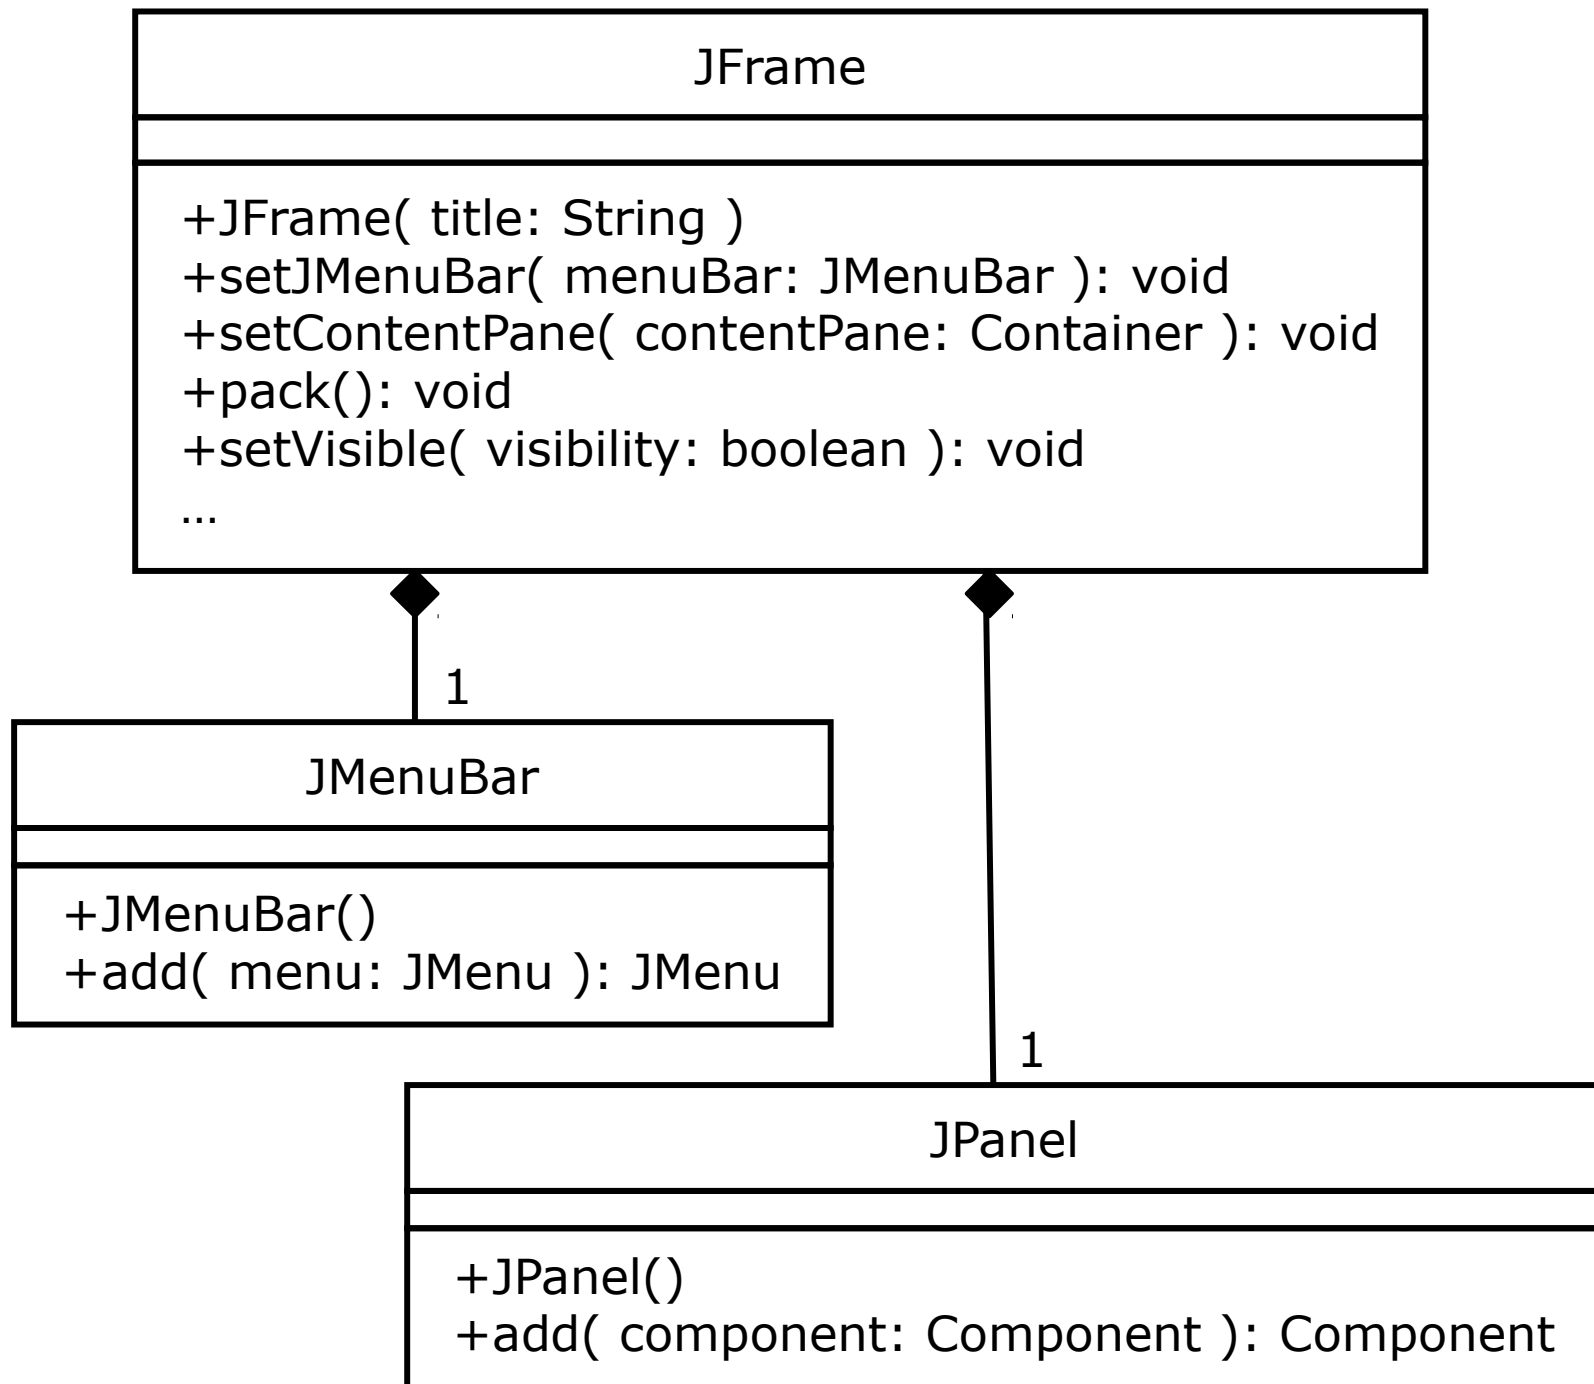 JFrame
+JFrame( title: String )
+setJMenuBar( menuBar: JMenuBar ): void
+setContentPane( contentPane: Container ): void
+pack(): void
+setVisible( visibility: boolean ): void
…
1
JMenuBar
+JMenuBar()
+add( menu: JMenu ): JMenu
1
JPanel
+JPanel()
+add( component: Component ): Component